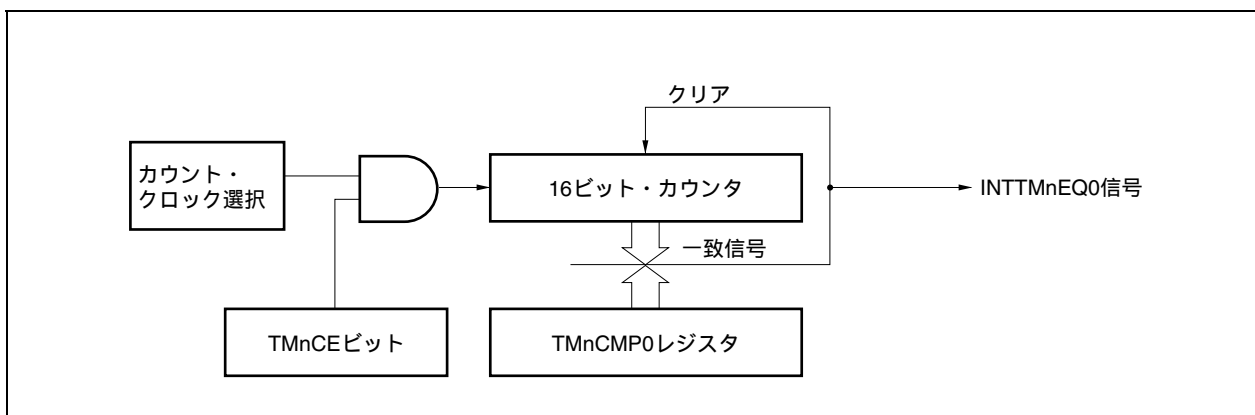 クリア
カウント・
クロック選択
16ビット・カウンタ
INTTMnEQ0信号
一致信号
TMnCEビット
TMnCMP0レジスタ